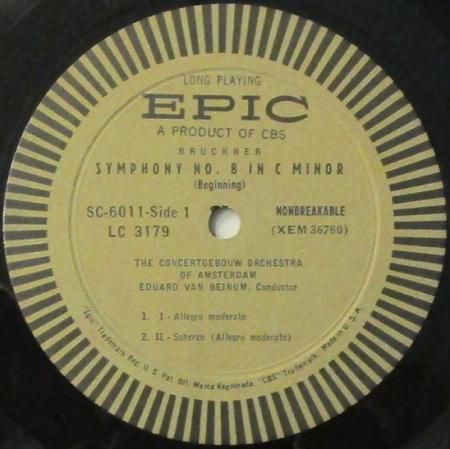 LONG PLAYING
EPIC
A PRODUCT OF CBS
BRUCKNER
SYMPHONY NO. 8 IN C MINOR
(Beginning)
SC-6011-Side 1 NONBREAKABLE
LC 3179 (XEM 36760)
THE CONCERTGEBOUW ORCHESTRA
OF AMSTERDAM
EDUARD VAN BEINUM, Conductor
1. I - Allegro moderato
2. II - Scherzo (Allegro moderato)
"Epic" Trademark Reg. U. S. Pat. Off. Marca Registrada. "CBS" Trademark. Made in U. S. A.